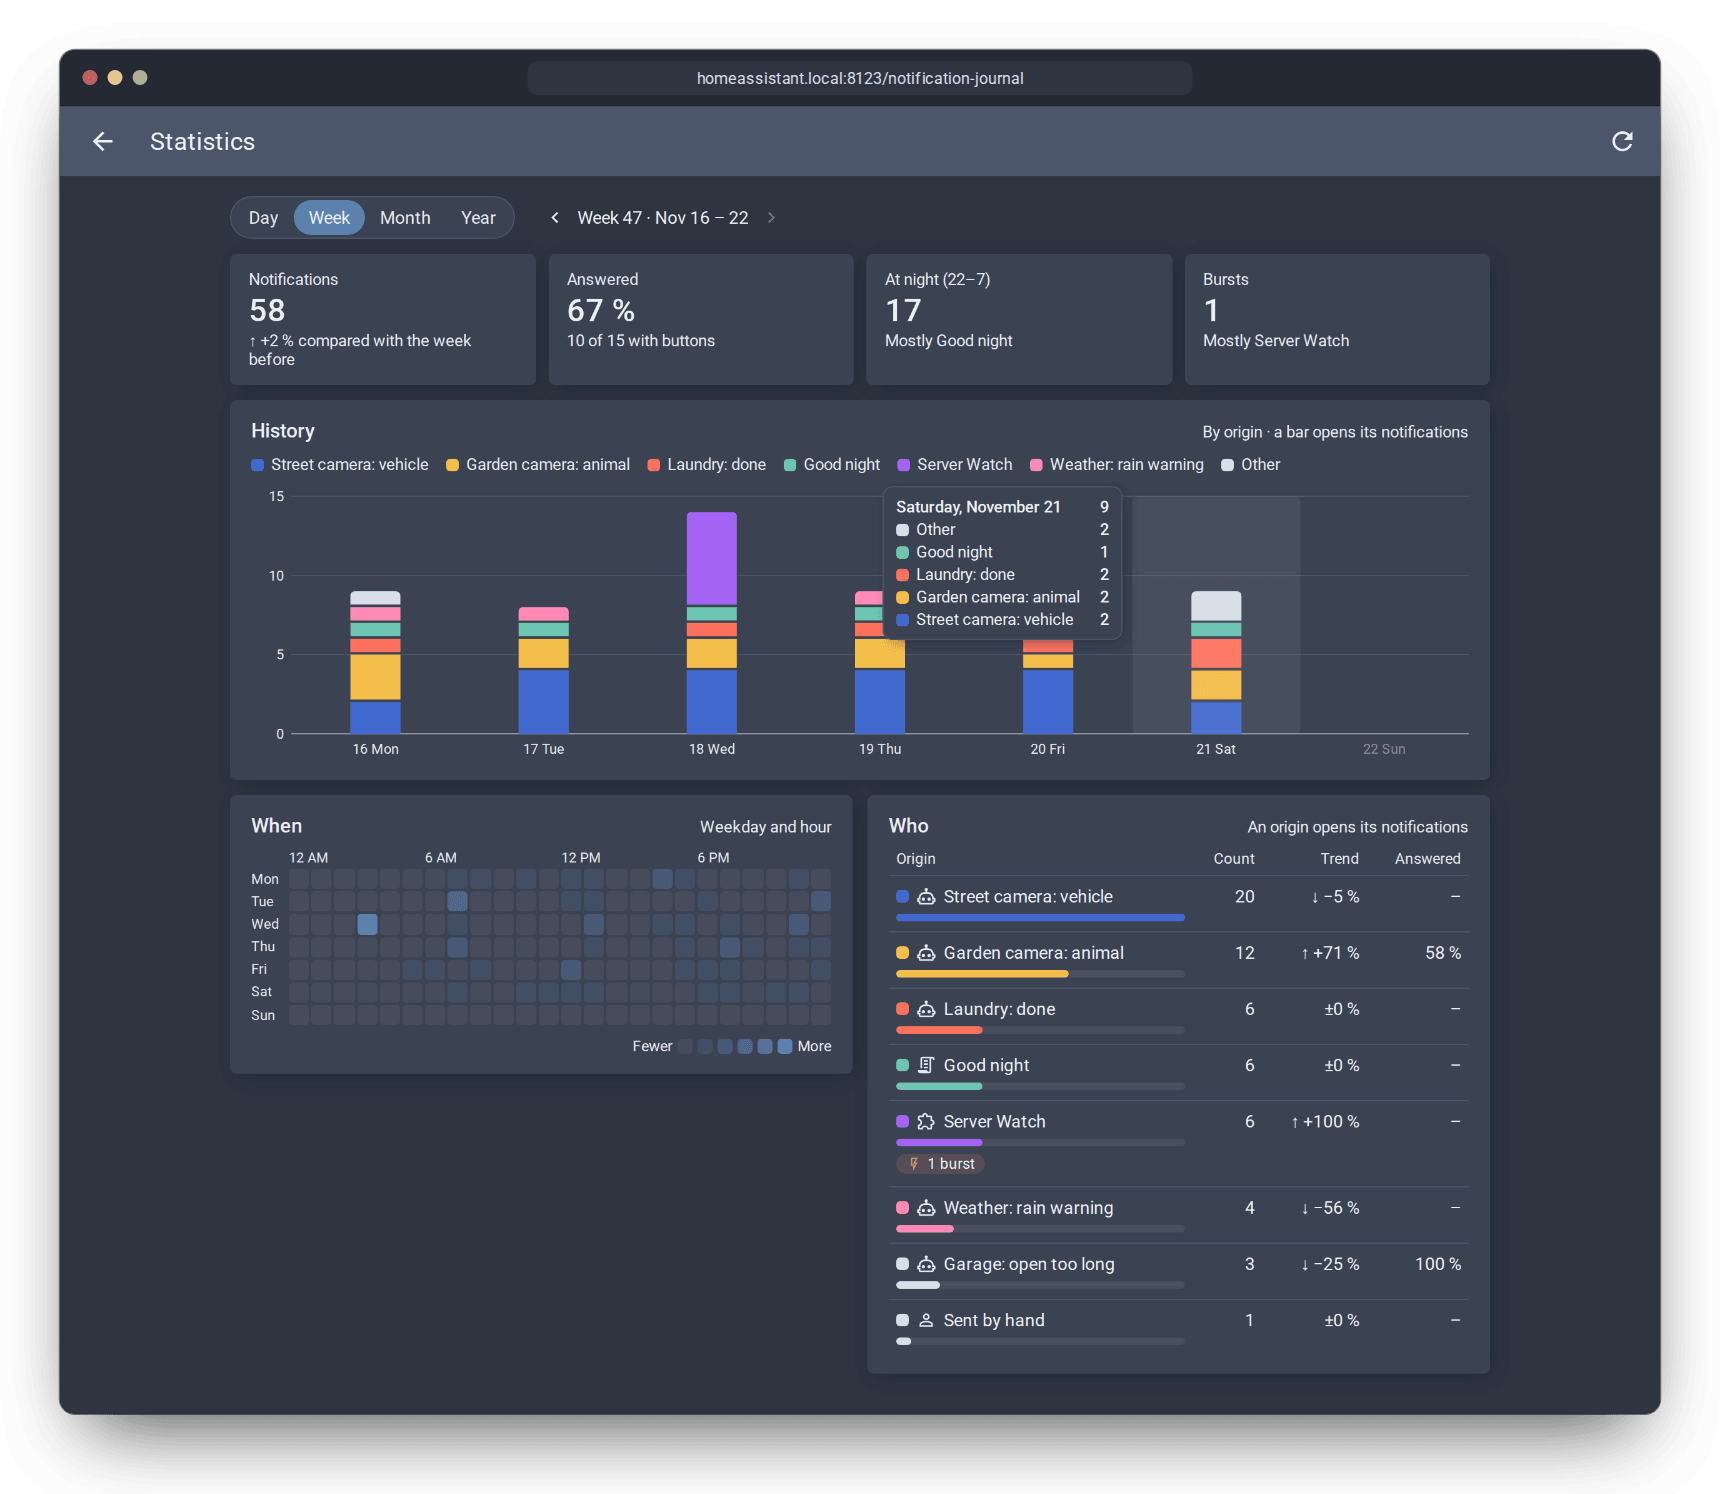 homeassistant.local:8123/notification-journal
Statistics
Day Week Month Year Week 47 · Nov 16 – 22
Notifications
58
↑ +2 % compared with the week
before
Answered
67 %
10 of 15 with buttons
At night (22–7)
17
Mostly Good night
Bursts
1
Mostly Server Watch
History
By origin · a bar opens its notifications
Street camera: vehicle Garden camera: animal Laundry: done Good night Server Watch Weather: rain warning Other
15
10
5
0
Saturday, November 21 9
Other 2
Good night 1
Laundry: done 2
Garden camera: animal 2
Street camera: vehicle 2
16 Mon 17 Tue 18 Wed 19 Thu 20 Fri 21 Sat 22 Sun
When
Weekday and hour
12 AM 6 AM 12 PM 6 PM
Mon
Tue
Wed
Thu
Fri
Sat
Sun
Fewer More
Who
An origin opens its notifications
Origin Count Trend Answered
Street camera: vehicle 20 ↓ −5 % –
Garden camera: animal 12 ↑ +71 % 58 %
Laundry: done 6 ±0 % –
Good night 6 ±0 % –
Server Watch 6 ↑ +100 % –
1 burst
Weather: rain warning 4 ↓ −56 % –
Garage: open too long 3 ↓ −25 % 100 %
Sent by hand 1 ±0 % –